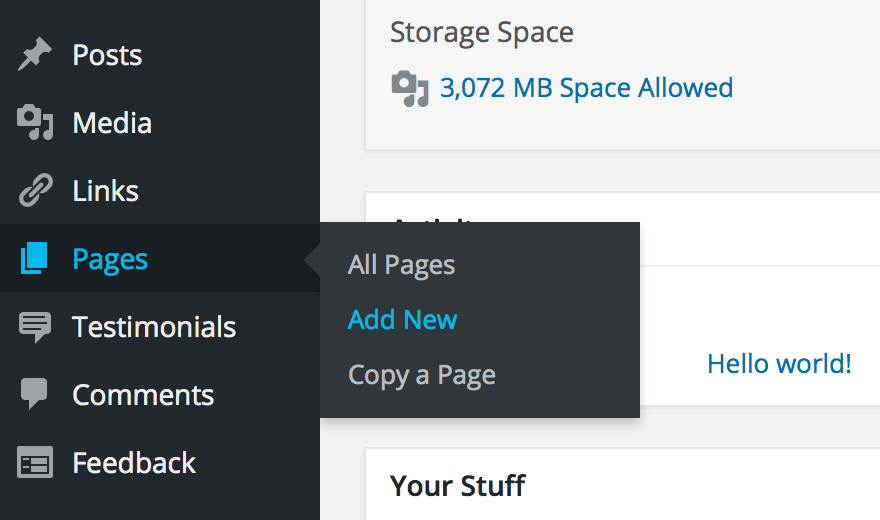 Posts
Media
Links
Pages
Testimonials
Comments
Feedback
All Pages
Add New
Copy a Page
Storage Space
3,072 MB Space Allowed
Hello world!
Your Stuff